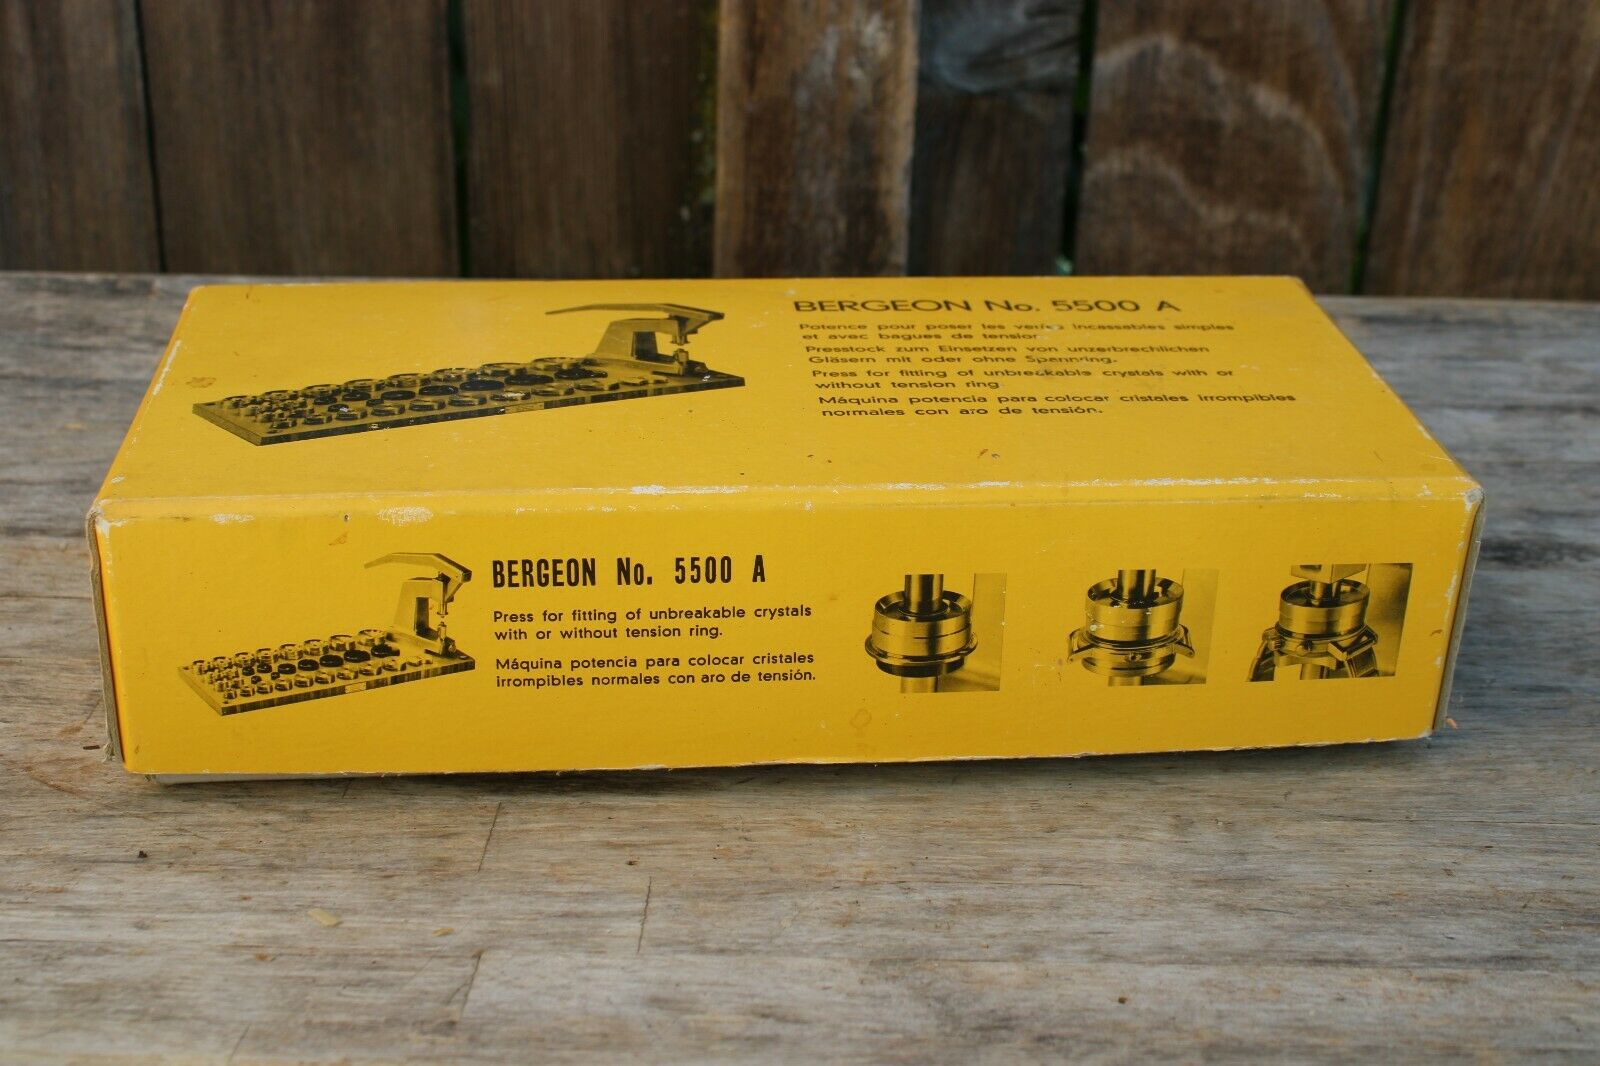 BERGEON No. 5500 A
Potence pour poser les verres incassables simples
et avec bagues de tension.
Presstock zum Einsetzen von unzerbrechlichen
Gläsern mit oder ohne Spannring.
Press for fitting of unbreakable crystals with or
without tension ring.
Máquina potencia para colocar cristales irrompibles
normales con aro de tensión.
BERGEON No. 5500 A
Press for fitting of unbreakable crystals
with or without tension ring.
Máquina potencia para colocar cristales
irrompibles normales con aro de tensión.